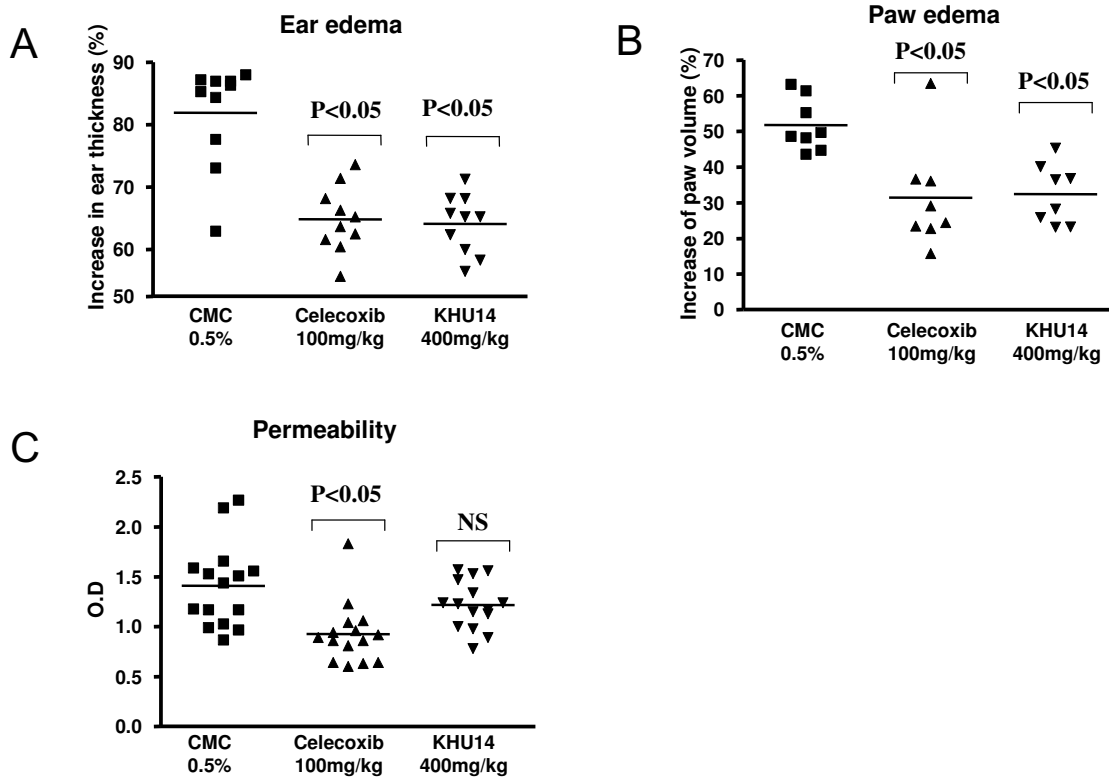 A
Ear edema
Increase in ear thickness (%)
90
80
70
60
50
P<0.05
P<0.05
CMC
0.5%
Celecoxib
100mg/kg
KHU14
400mg/kg
B
Paw edema
Increase of paw volume (%)
70
60
50
40
30
20
10
0
P<0.05
P<0.05
CMC
0.5%
Celecoxib
100mg/kg
KHU14
400mg/kg
C
Permeability
O.D
2.5
2.0
1.5
1.0
0.5
0.0
P<0.05
NS
CMC
0.5%
Celecoxib
100mg/kg
KHU14
400mg/kg